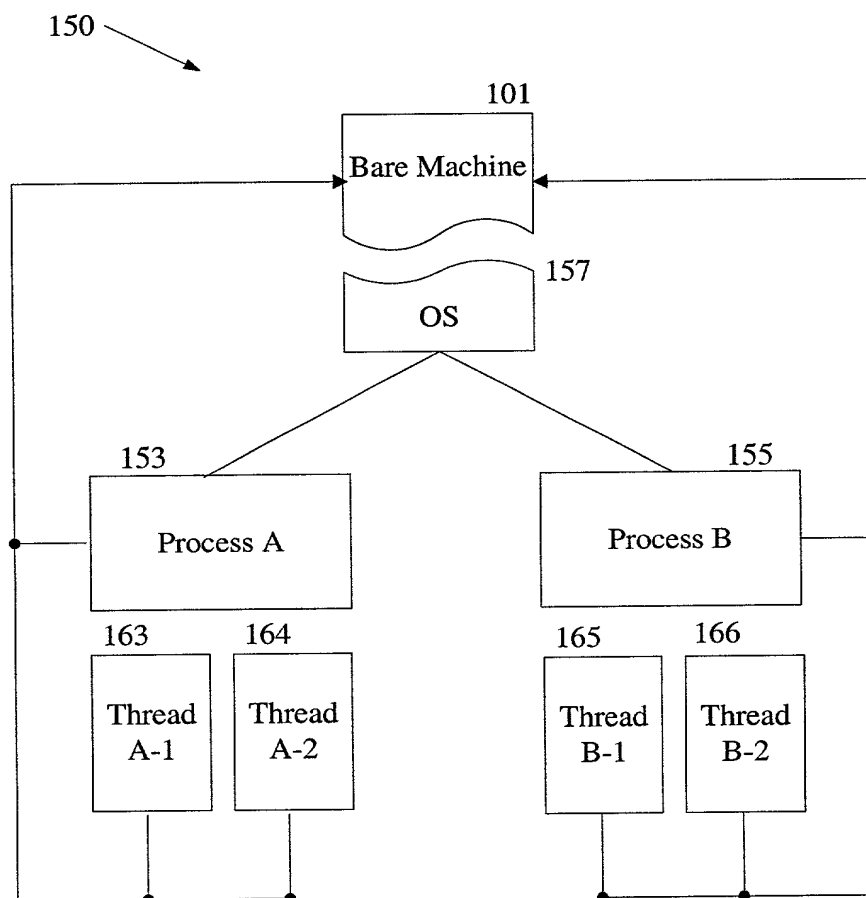 150
101
Bare Machine
157
OS
153
155
Process A
Process B
163
164
165
166
Thread
A-1
Thread
A-2
Thread
B-1
Thread
B-2